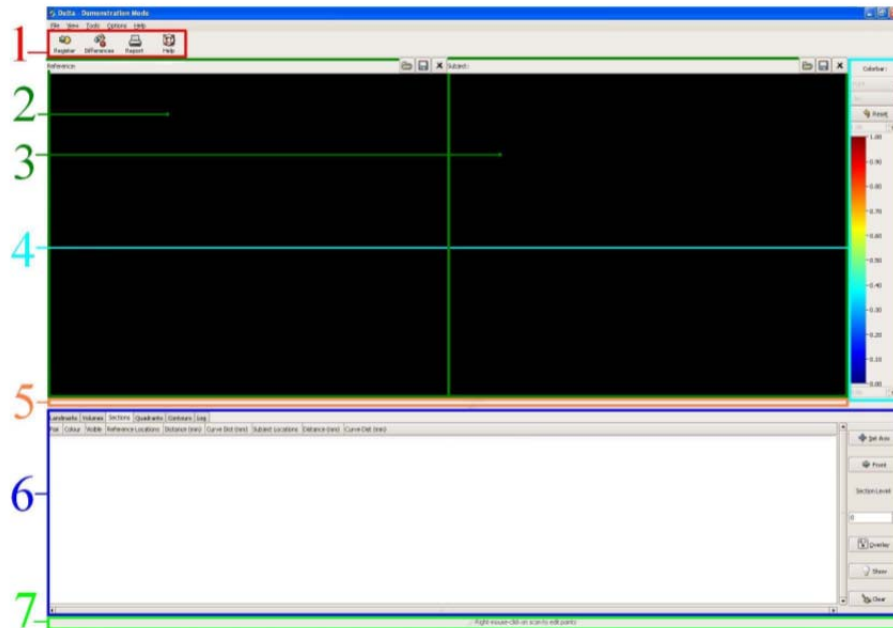 Delta - Demonstration Mode
File View Tools Options Help
1
Register Differences Report Help
Reference: Subject: Colorbar:
2
3
Reset
1.00
0.90
0.80
0.70
0.60
4
0.50
0.40
0.30
0.20
0.10
0.00
5
Landmarks Volumes Sections Quadrants Contours Log
Pair Colour Visible Reference Locations Distance (mm) Curve Dist (mm) Subject Locations Distance (mm) Curve Dist (mm)
Set Axis
Front
6
Section Level:
0
Overlay
Show
Clear
7
Right-mouse-click on scan to edit points